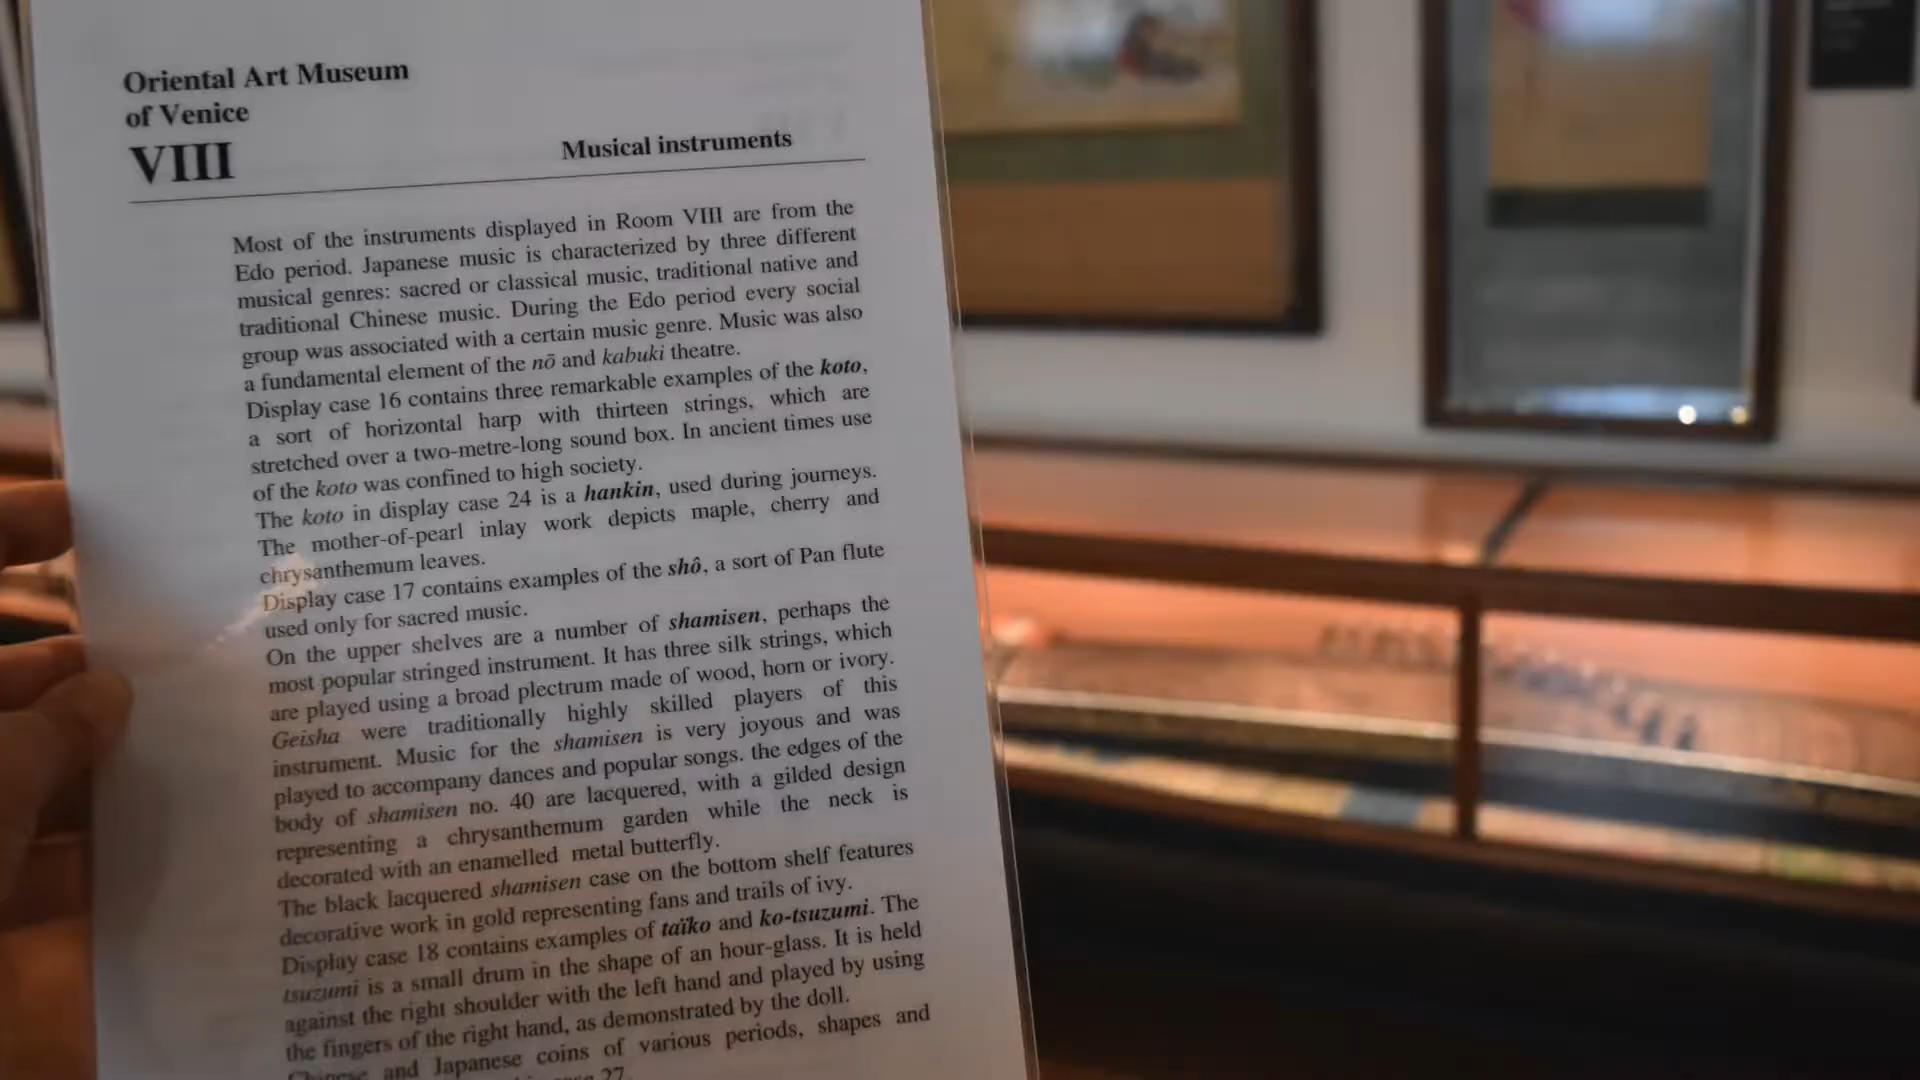 Oriental Art Museum
of Venice
VIII
Musical instruments
Most of the instruments displayed in Room VIII are from the
Edo period. Japanese music is characterized by three different
musical genres: sacred or classical music, traditional native and
traditional Chinese music. During the Edo period every social
group was associated with a certain music genre. Music was also
a fundamental element of the nō and kabuki theatre.
Display case 16 contains three remarkable examples of the koto,
a sort of horizontal harp with thirteen strings, which are
stretched over a two-metre-long sound box. In ancient times use
of the koto was confined to high society.
The koto in display case 24 is a hankin, used during journeys.
The mother-of-pearl inlay work depicts maple, cherry and
chrysanthemum leaves.
Display case 17 contains examples of the shô, a sort of Pan flute
used only for sacred music.
On the upper shelves are a number of shamisen, perhaps the
most popular stringed instrument. It has three silk strings, which
are played using a broad plectrum made of wood, horn or ivory.
Geisha were traditionally highly skilled players of this
instrument. Music for the shamisen is very joyous and was
played to accompany dances and popular songs. the edges of the
body of shamisen no. 40 are lacquered, with a gilded design
representing a chrysanthemum garden while the neck is
decorated with an enamelled metal butterfly.
The black lacquered shamisen case on the bottom shelf features
decorative work in gold representing fans and trails of ivy.
Display case 18 contains examples of taïko and ko-tsuzumi. The
tsuzumi is a small drum in the shape of an hour-glass. It is held
against the right shoulder with the left hand and played by using
the fingers of the right hand, as demonstrated by the doll.
Chinese and Japanese coins of various periods, shapes and
27